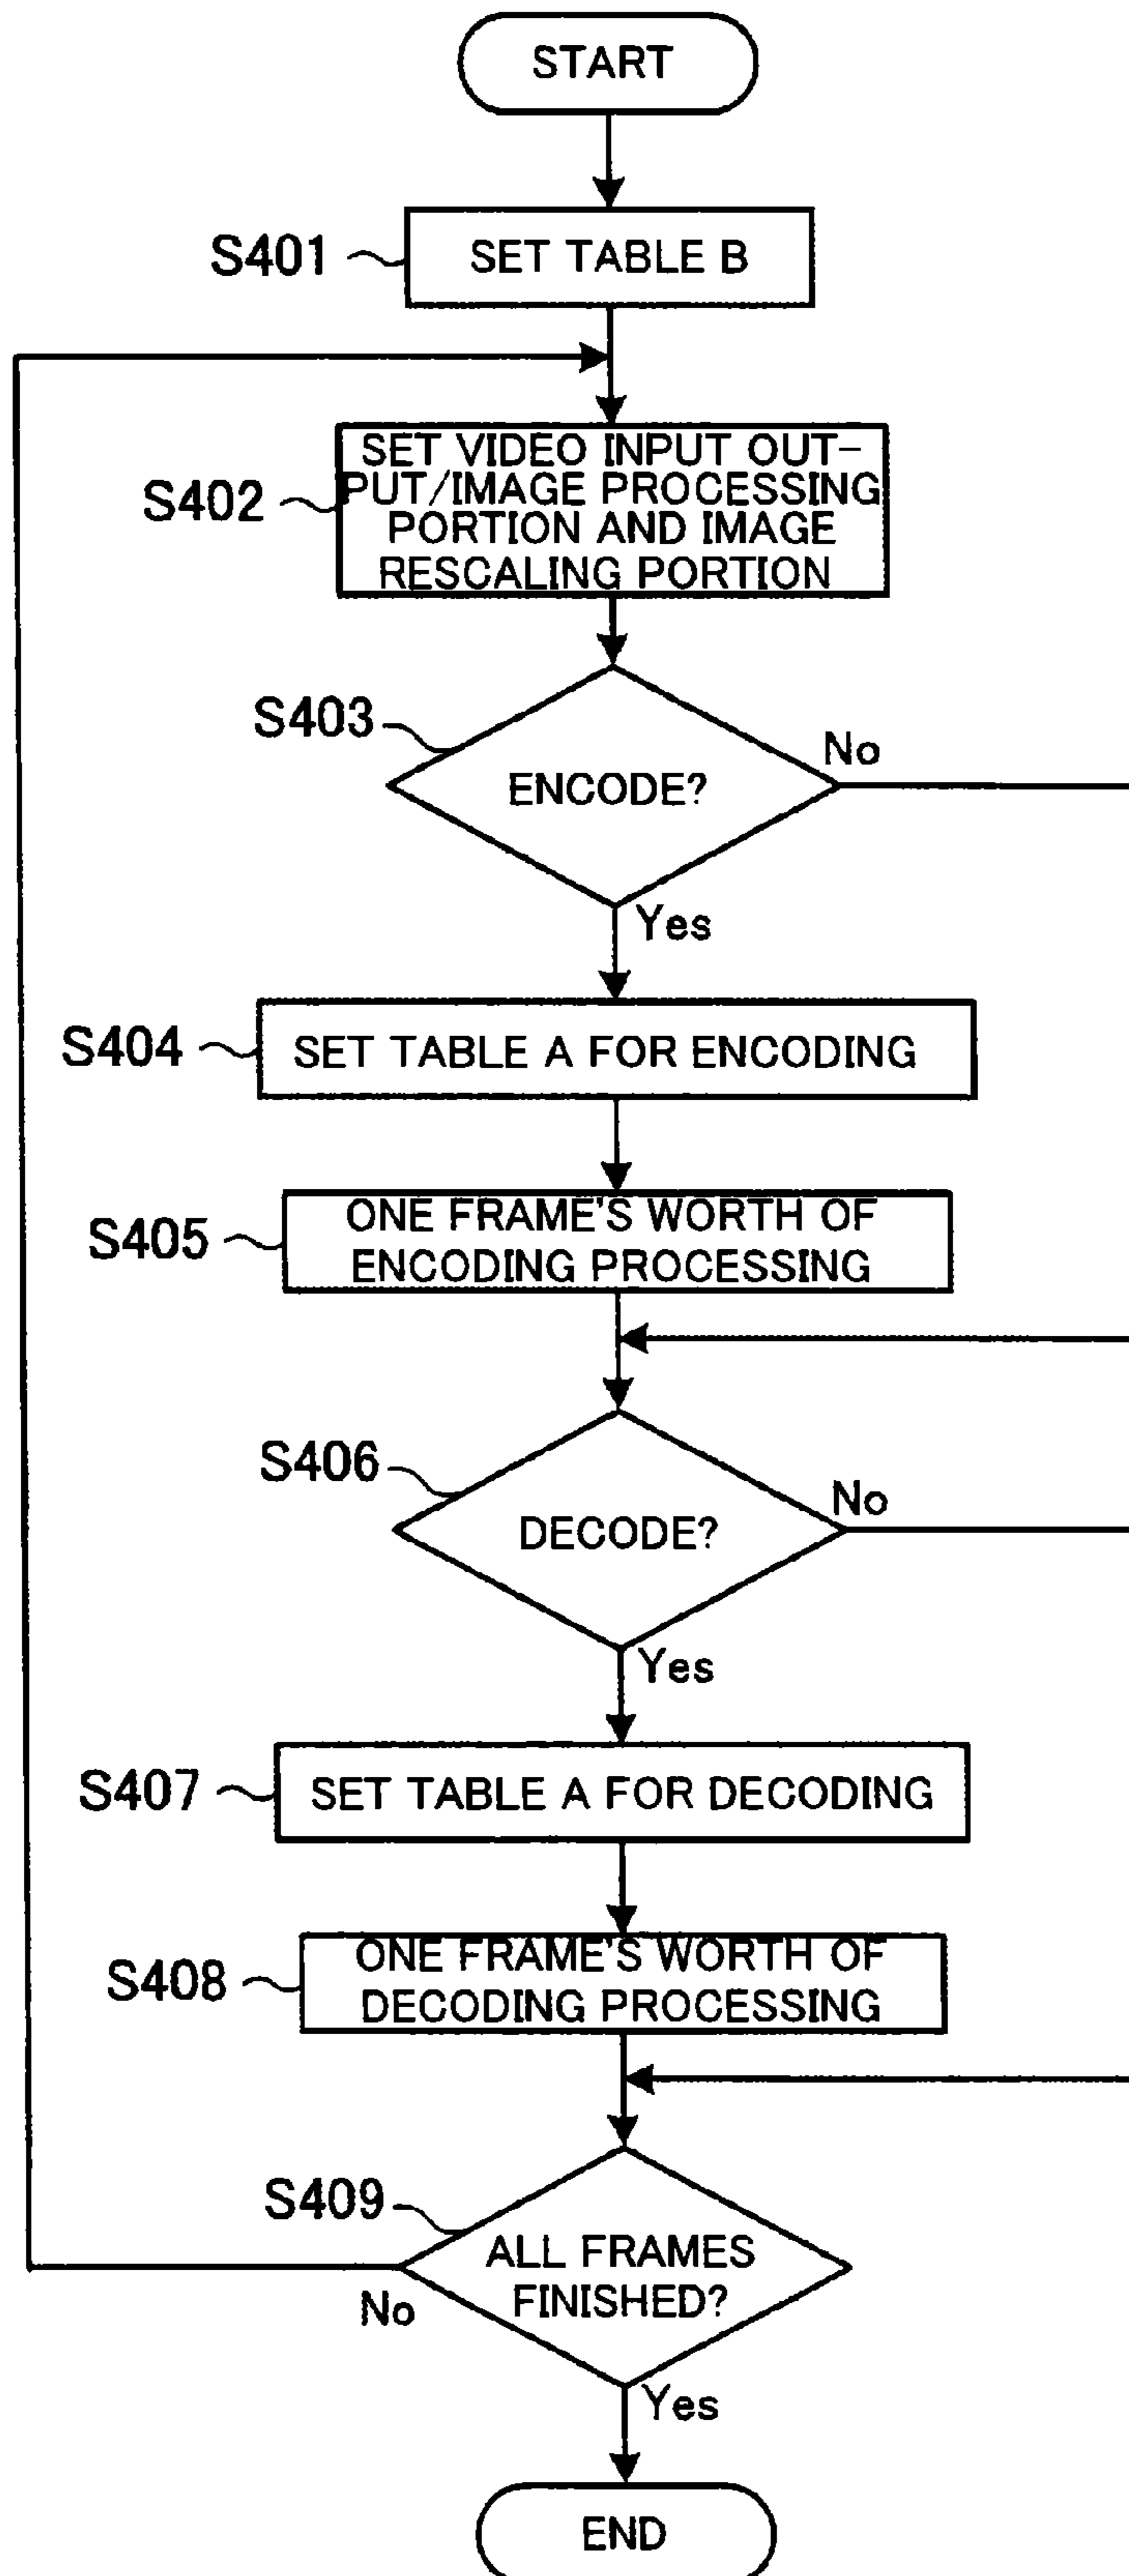 START
S401
SET TABLE B
S402
SET VIDEO INPUT OUT-
PUT/IMAGE PROCESSING
PORTION AND IMAGE
RESCALING PORTION
S403
ENCODE?
No
Yes
S404
SET TABLE A FOR ENCODING
S405
ONE FRAME'S WORTH OF
ENCODING PROCESSING
S406
DECODE?
No
Yes
S407
SET TABLE A FOR DECODING
S408
ONE FRAME'S WORTH OF
DECODING PROCESSING
S409
ALL FRAMES
FINISHED?
No
Yes
END